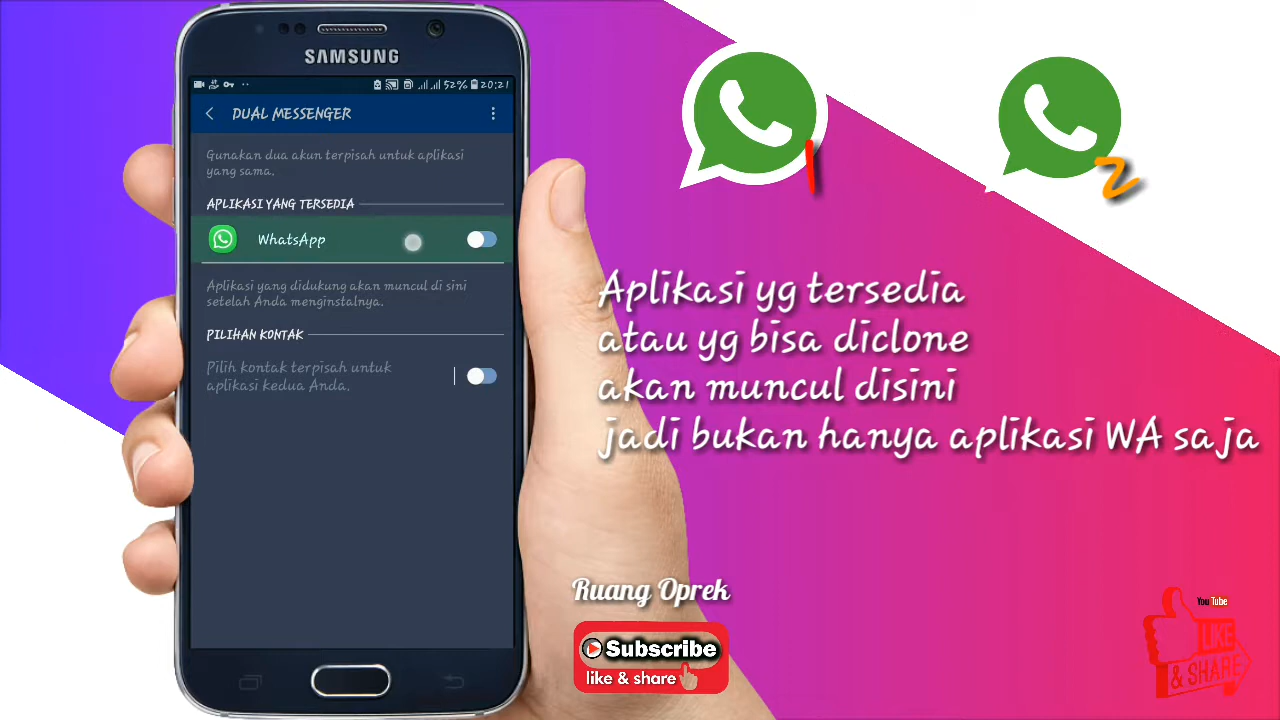 SAMSUNG
52% 20:21
DUAL MESSENGER
Gunakan dua akun terpisah untuk aplikasi
yang sama.
APLIKASI YANG TERSEDIA
WhatsApp
Aplikasi yang didukung akan muncul di sini
setelah Anda menginstalnya.
PILIHAN KONTAK
Pilih kontak terpisah untuk
aplikasi kedua Anda.
1
2
Aplikasi yg tersedia
atau yg bisa diclone
akan muncul disini
jadi bukan hanya aplikasi WA saja
Ruang Oprek
Subscribe
like & share
YouTube
LIKE
& SHARE